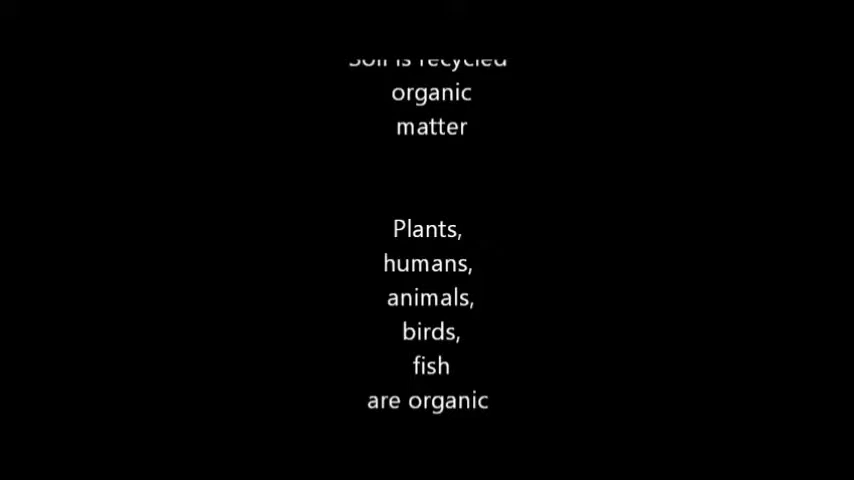 Soil is recycled
organic
matter
Plants,
humans,
animals,
birds,
fish
are organic